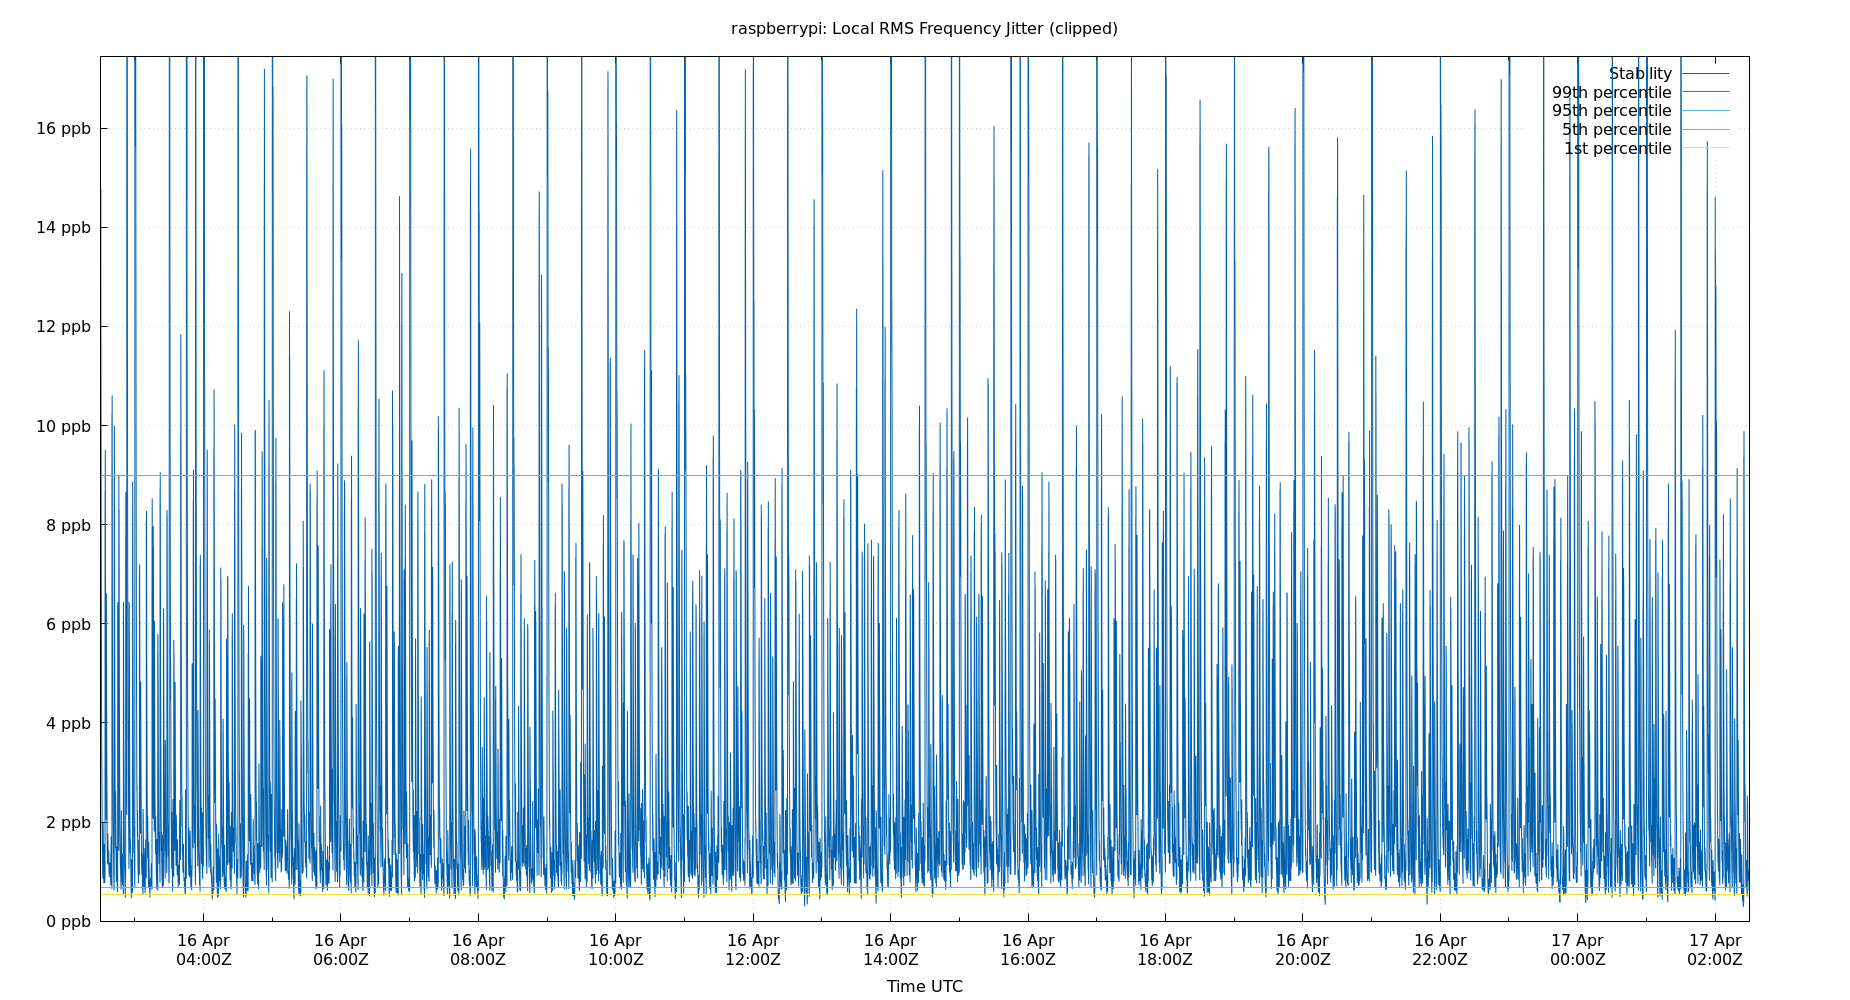 raspberrypi: Local RMS Frequency Jitter (clipped)
Stability
99th percentile
95th percentile
5th percentile
1st percentile
16 ppb
14 ppb
12 ppb
10 ppb
8 ppb
6 ppb
4 ppb
2 ppb
0 ppb
16 Apr 16 Apr 16 Apr 16 Apr 16 Apr 16 Apr 16 Apr 16 Apr 16 Apr 16 Apr 17 Apr 17 Apr
04:00Z 06:00Z 08:00Z 10:00Z 12:00Z 14:00Z 16:00Z 18:00Z 20:00Z 22:00Z 00:00Z 02:00Z
Time UTC